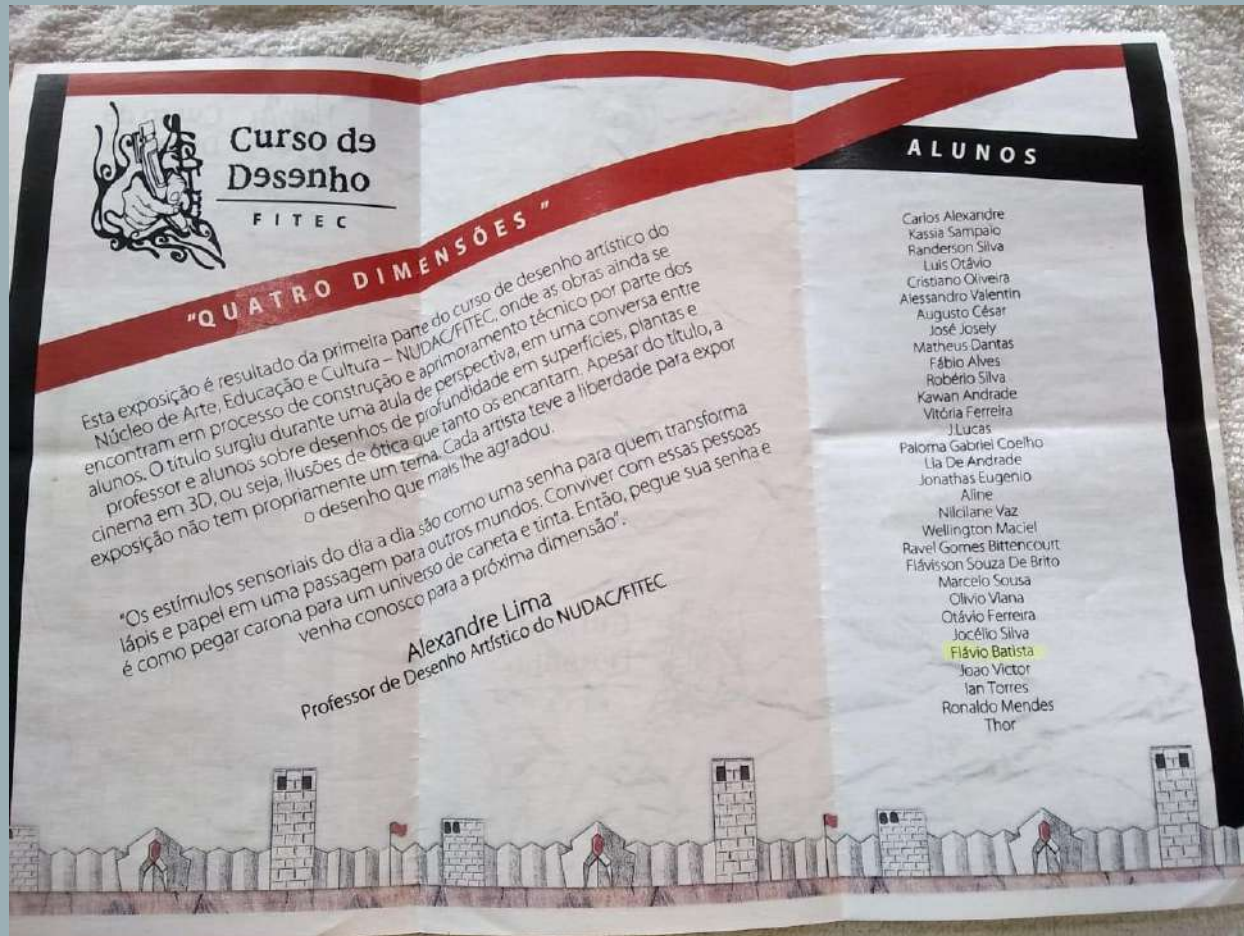 Curso de
Desenho
FITEC
"QUATRO DIMENSÕES"
Esta exposição é resultado da primeira parte do curso de desenho artístico do
Núcleo de Arte, Educação e Cultura – NUDAC/FITEC, onde as obras ainda se
encontram em processo de construção e aprimoramento técnico por parte dos
alunos. O título surgiu durante uma aula de perspectiva, em uma conversa entre
professor e alunos sobre desenhos de profundidade em superfícies, plantas e
cinema em 3D, ou seja, ilusões de ótica que tanto os encantam. Apesar do título, a
exposição não tem propriamente um tema. Cada artista teve a liberdade para expor
o desenho que mais lhe agradou.
"Os estímulos sensoriais do dia a dia são como uma senha para quem transforma
lápis e papel em uma passagem para outros mundos. Conviver com essas pessoas
é como pegar carona para um universo de caneta e tinta. Então, pegue sua senha e
venha conosco para a próxima dimensão".
Alexandre Lima
Professor de Desenho Artístico do NUDAC/FITEC
ALUNOS
Carlos Alexandre
Kassia Sampaio
Randerson Silva
Luis Otávio
Cristiano Oliveira
Alessandro Valentin
Augusto César
José Josely
Matheus Dantas
Fábio Alves
Robério Silva
Kawan Andrade
Vitória Ferreira
J.Lucas
Paloma Gabriel Coelho
Lia De Andrade
Jonathas Eugenio
Aline
Nilcilane Vaz
Wellington Maciel
Ravel Gomes Bittencourt
Flávisson Souza De Brito
Marcelo Sousa
Olivio Viana
Otávio Ferreira
Jocélio Silva
Flávio Batista
Joao Victor
Ian Torres
Ronaldo Mendes
Thor